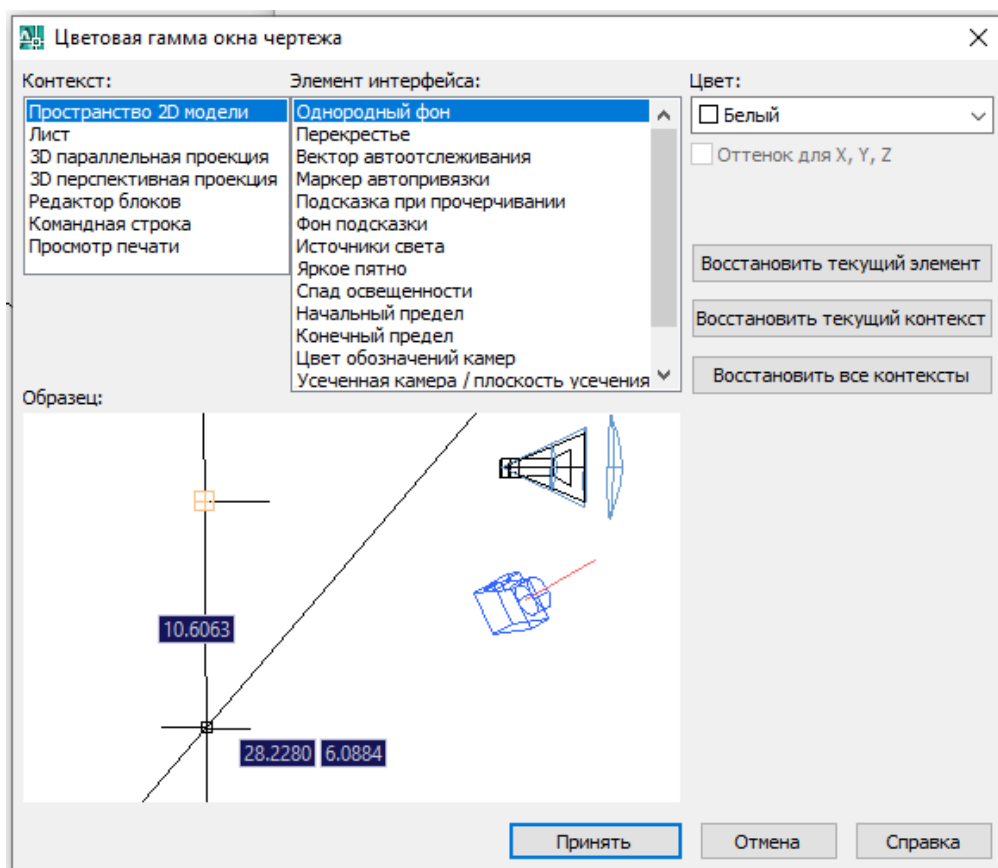 Цветовая гамма окна чертежа
Контекст:
Пространство 2D модели
Лист
3D параллельная проекция
3D перспективная проекция
Редактор блоков
Командная строка
Просмотр печати
Элемент интерфейса:
Однородный фон
Перекрестье
Вектор автоотслеживания
Маркер автопривязки
Подсказка при прочерчивании
Фон подсказки
Источники света
Яркое пятно
Спад освещенности
Начальный предел
Конечный предел
Цвет обозначений камер
Усеченная камера / плоскость усечения
Цвет:
Белый
Оттенок для X, Y, Z
Восстановить текущий элемент
Восстановить текущий контекст
Восстановить все контексты
Образец:
10.6063
28.2280 6.0884
Принять Отмена Справка